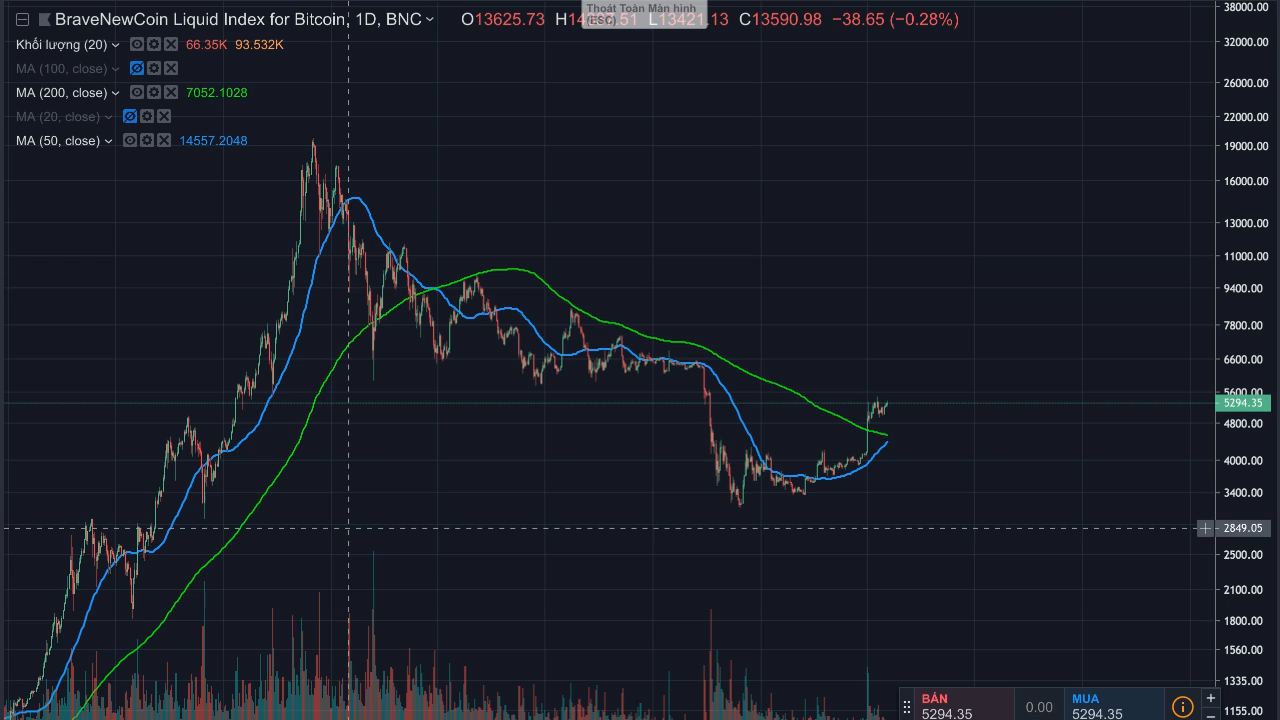 BraveNewCoin Liquid Index for Bitcoin, 1D, BNC O13625.73 L13421.13 C13590.98 −38.65 (−0.28%)
Thoát Toàn Màn hình
(ESC)
Khối lượng (20) 66.35K 93.532K
MA (100, close)
MA (200, close) 7052.1028
MA (20, close)
MA (50, close) 14557.2048
38000.00
32000.00
26000.00
22000.00
19000.00
16000.00
13000.00
11000.00
9400.00
7800.00
6600.00
5600.00
5294.35
4800.00
4000.00
3400.00
2849.05
2500.00
2100.00
1800.00
1560.00
1335.00
1155.00
BÁN
5294.35
0.00
MUA
5294.35